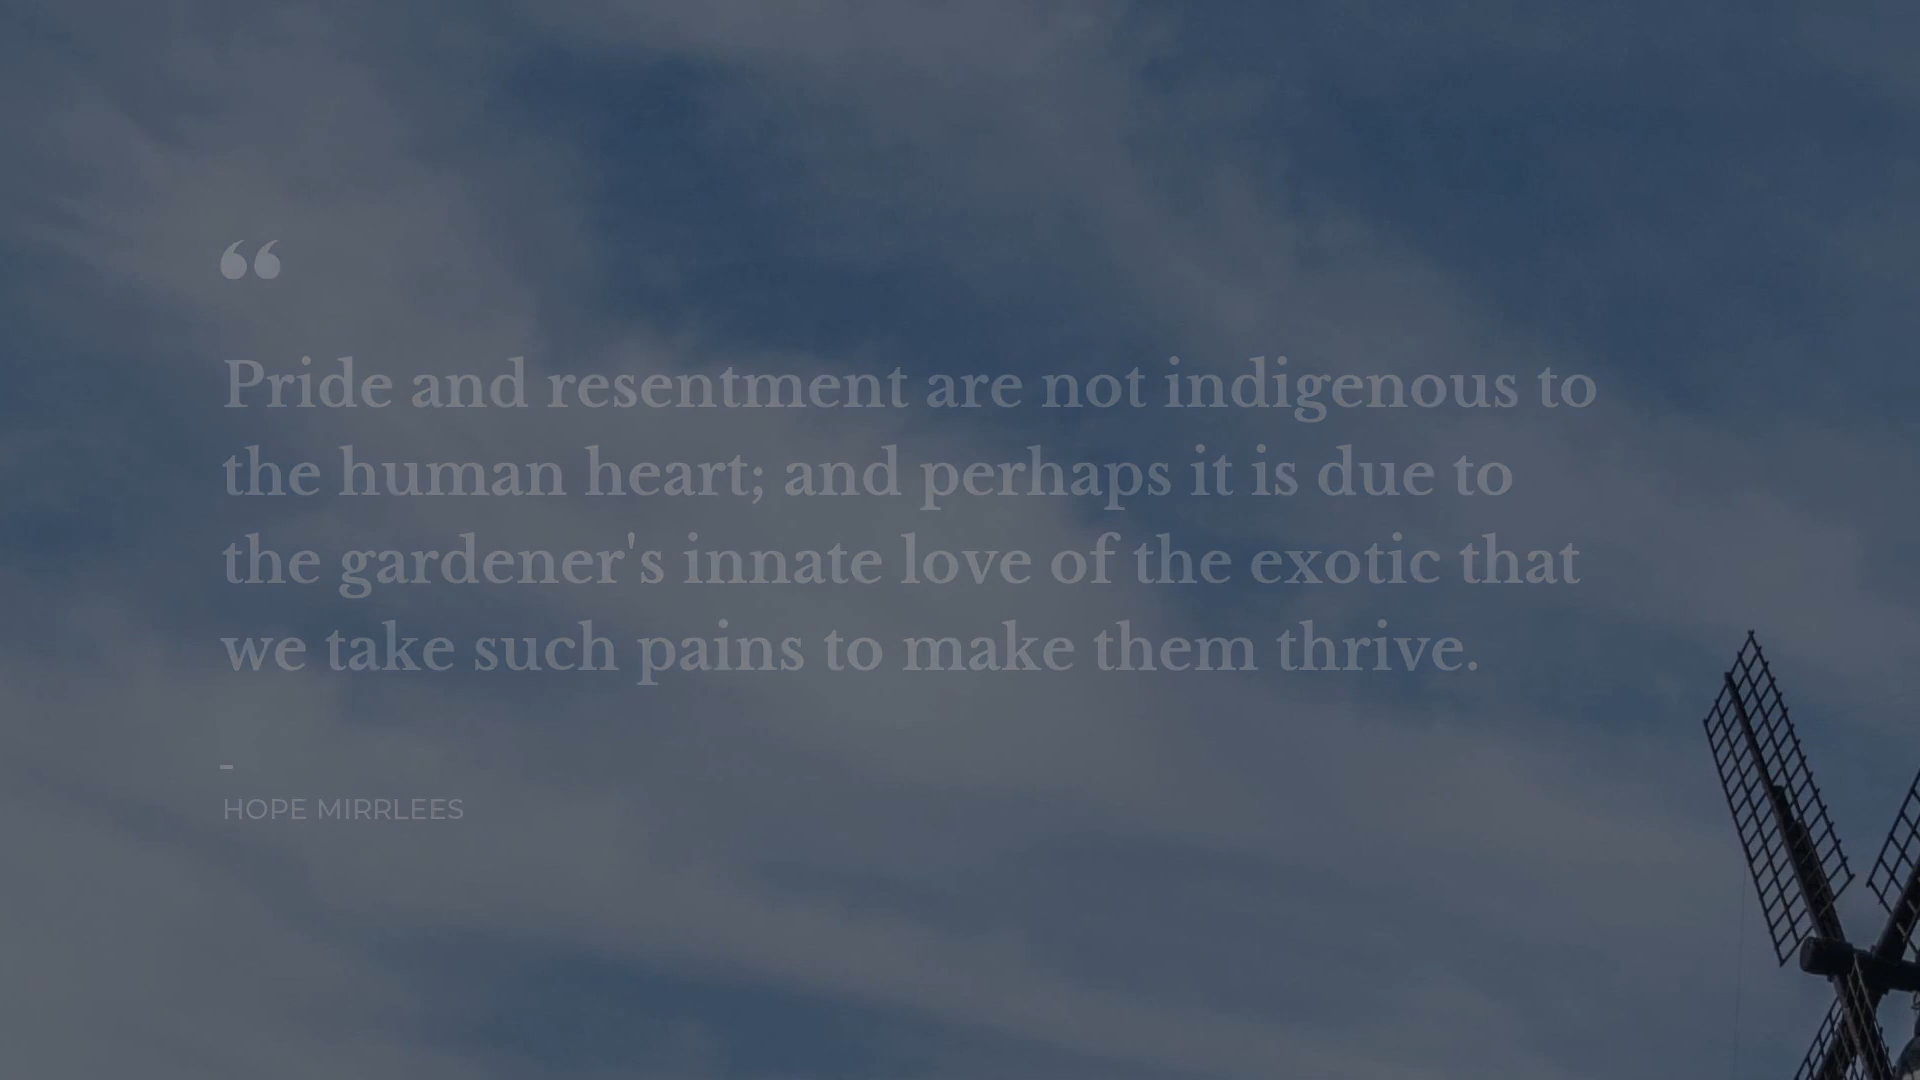 “
Pride and resentment are not indigenous to
the human heart; and perhaps it is due to
the gardener's innate love of the exotic that
we take such pains to make them thrive.
-
HOPE MIRRLEES